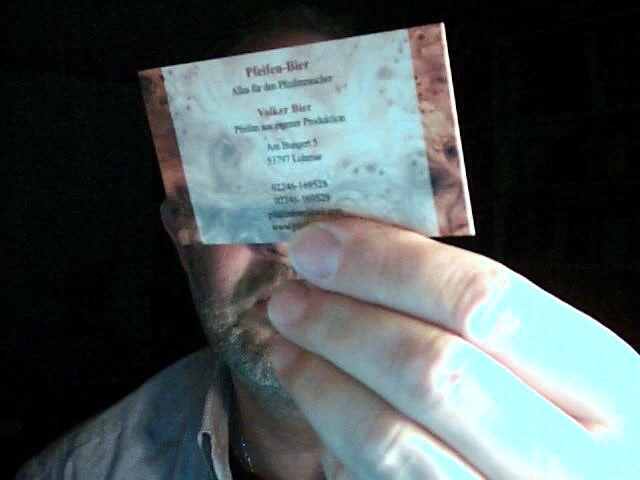 Pfeifen-Bier
Alles für den Pfeifenraucher
Volker Bier
Pfeifen aus eigener Produktion
Am Bungert 5
53797 Lohmar
02246-169528
02246-169529